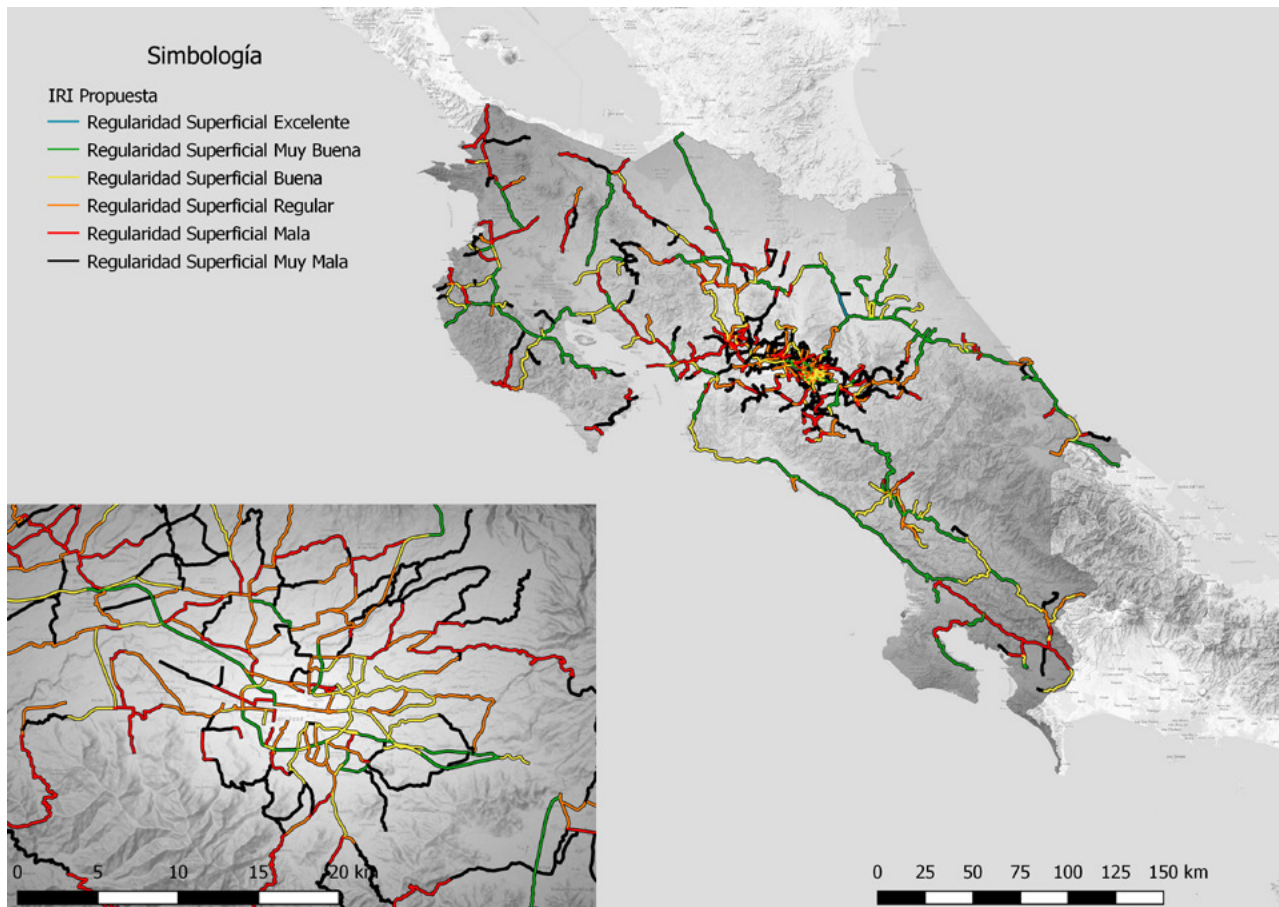 Simbología
IRI Propuesta
Regularidad Superficial Excelente
Regularidad Superficial Muy Buena
Regularidad Superficial Buena
Regularidad Superficial Regular
Regularidad Superficial Mala
Regularidad Superficial Muy Mala
0 5 10 15 20 km
0 25 50 75 100 125 150 km